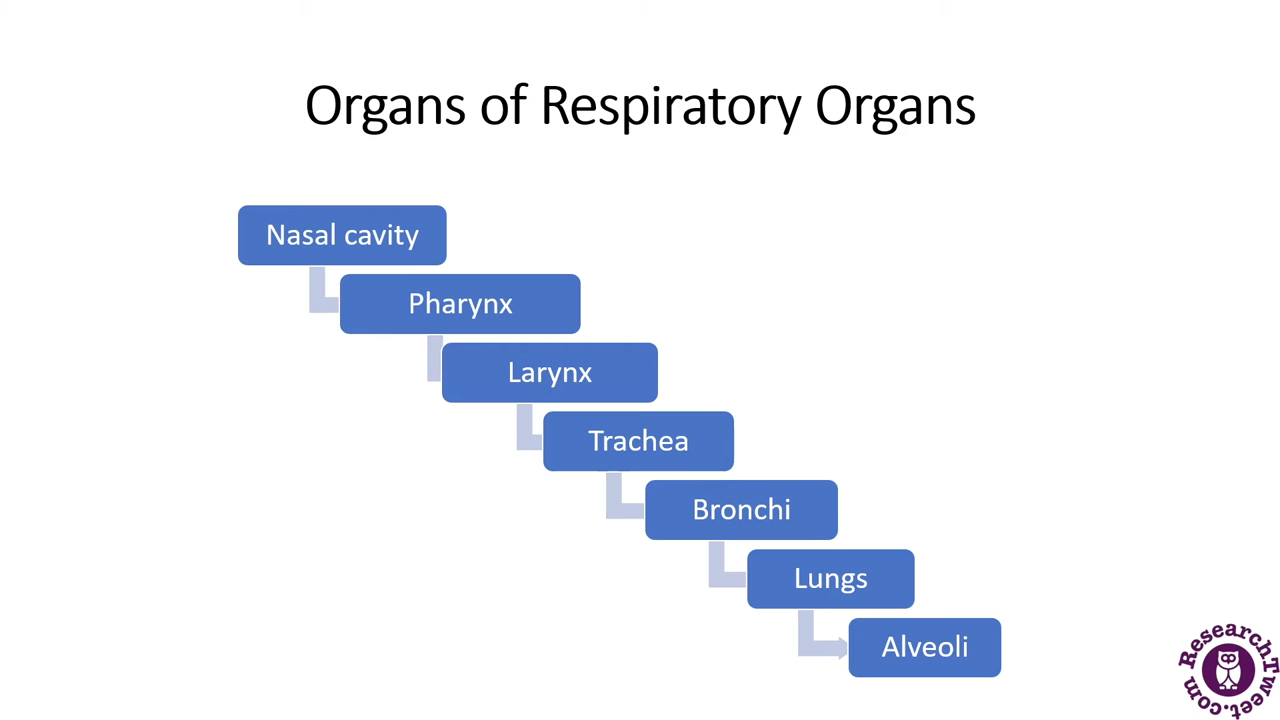 Organs of Respiratory Organs
Nasal cavity
Pharynx
Larynx
Trachea
Bronchi
Lungs
Alveoli
ResearchTweet.com